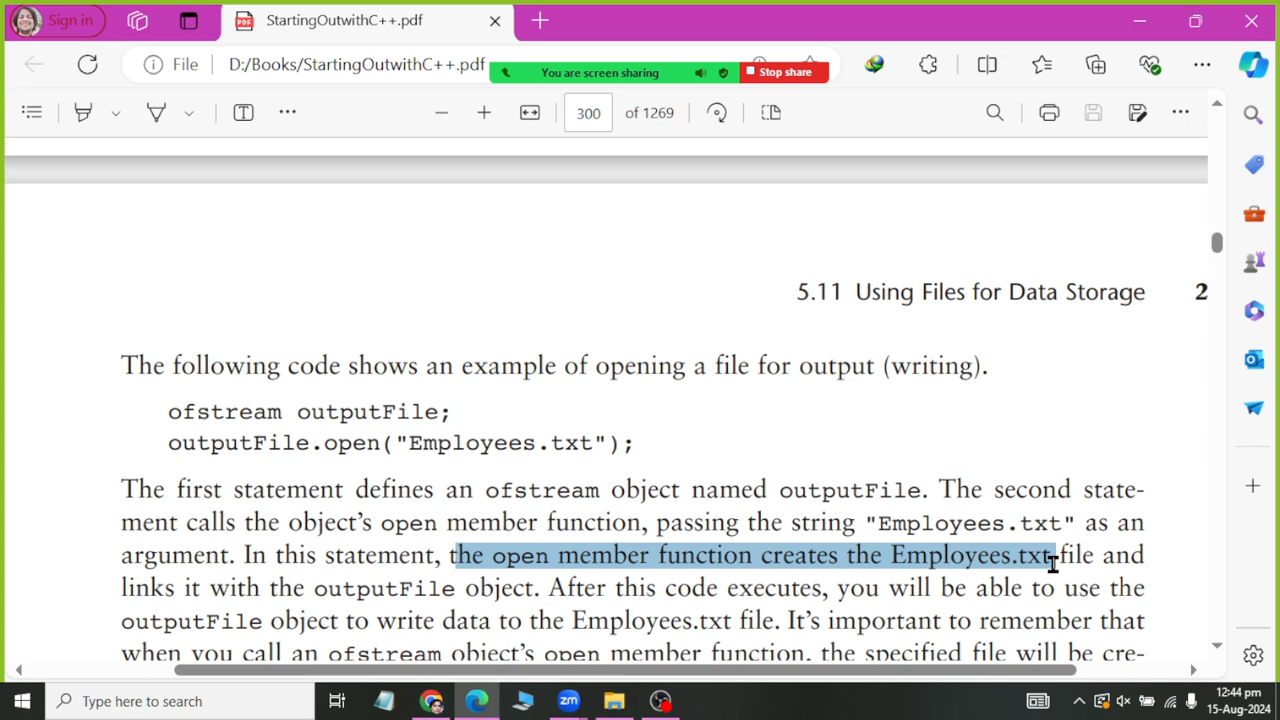 Sign in
StartingOutwithC++.pdf
File
D:/Books/StartingOutwithC++.pdf
You are screen sharing
Stop share
300 of 1269
5.11 Using Files for Data Storage 2
The following code shows an example of opening a file for output (writing).
ofstream outputFile;
outputFile.open("Employees.txt");
The first statement defines an ofstream object named outputFile. The second state-
ment calls the object's open member function, passing the string "Employees.txt" as an
argument. In this statement, the open member function creates the Employees.txt file and
links it with the outputFile object. After this code executes, you will be able to use the
outputFile object to write data to the Employees.txt file. It's important to remember that
when you call an ofstream object's open member function, the specified file will be cre-
Type here to search
zm
12:44 pm
15-Aug-2024